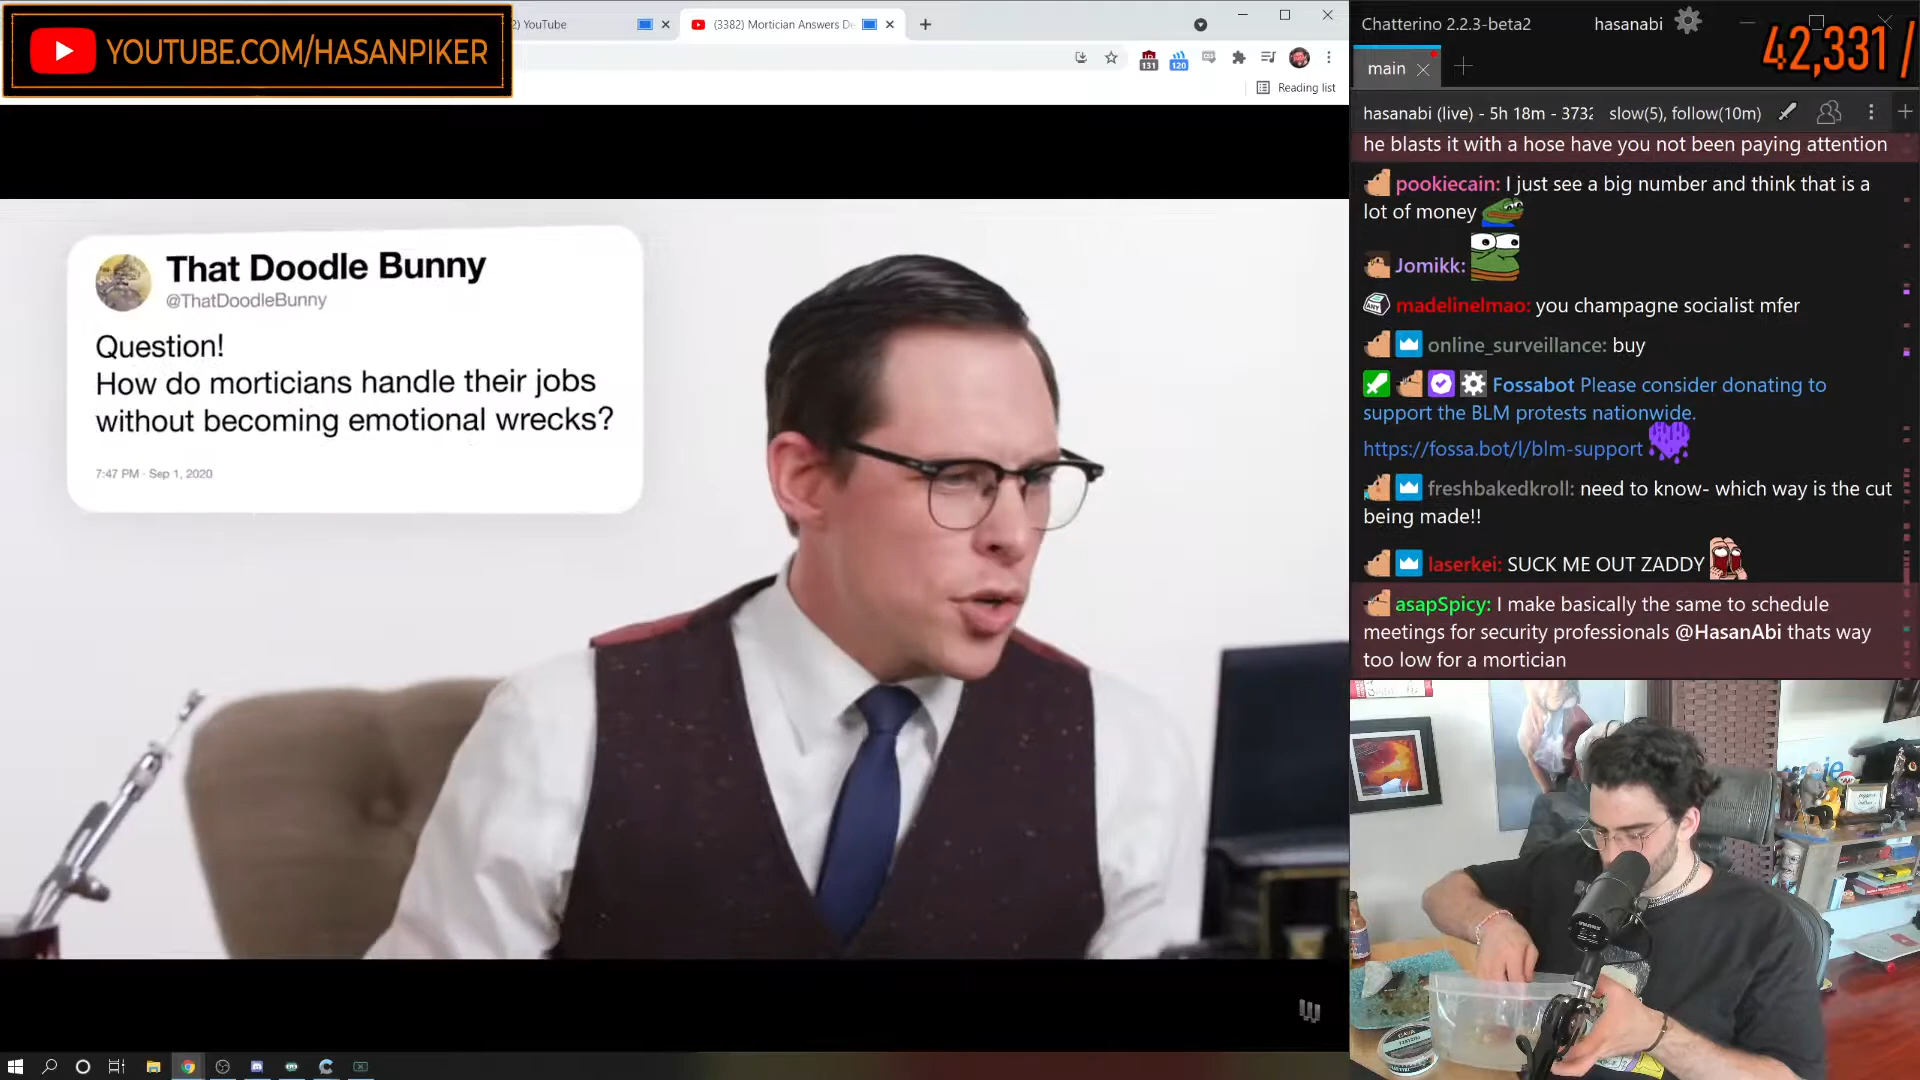 YOUTUBE.COM/HASANPIKER
YouTube
(3382) Mortician Answers De
131
120
Reading list
That Doodle Bunny
@ThatDoodleBunny
Question!
How do morticians handle their jobs
without becoming emotional wrecks?
7:47 PM · Sep 1, 2020
Chatterino 2.2.3-beta2
hasanabi
42,331 /
main
hasanabi (live) - 5h 18m - 373
slow(5), follow(10m)
he blasts it with a hose have you not been paying attention
pookiecain: I just see a big number and think that is a
lot of money
Jomikk:
madelinelmao: you champagne socialist mfer
online_surveillance: buy
Fossabot Please consider donating to
support the BLM protests nationwide.
https://fossa.bot/l/blm-support
freshbakedkroll: need to know- which way is the cut
being made!!
laserkei: SUCK ME OUT ZADDY
asapSpicy: I make basically the same to schedule
meetings for security professionals @HasanAbi thats way
too low for a mortician